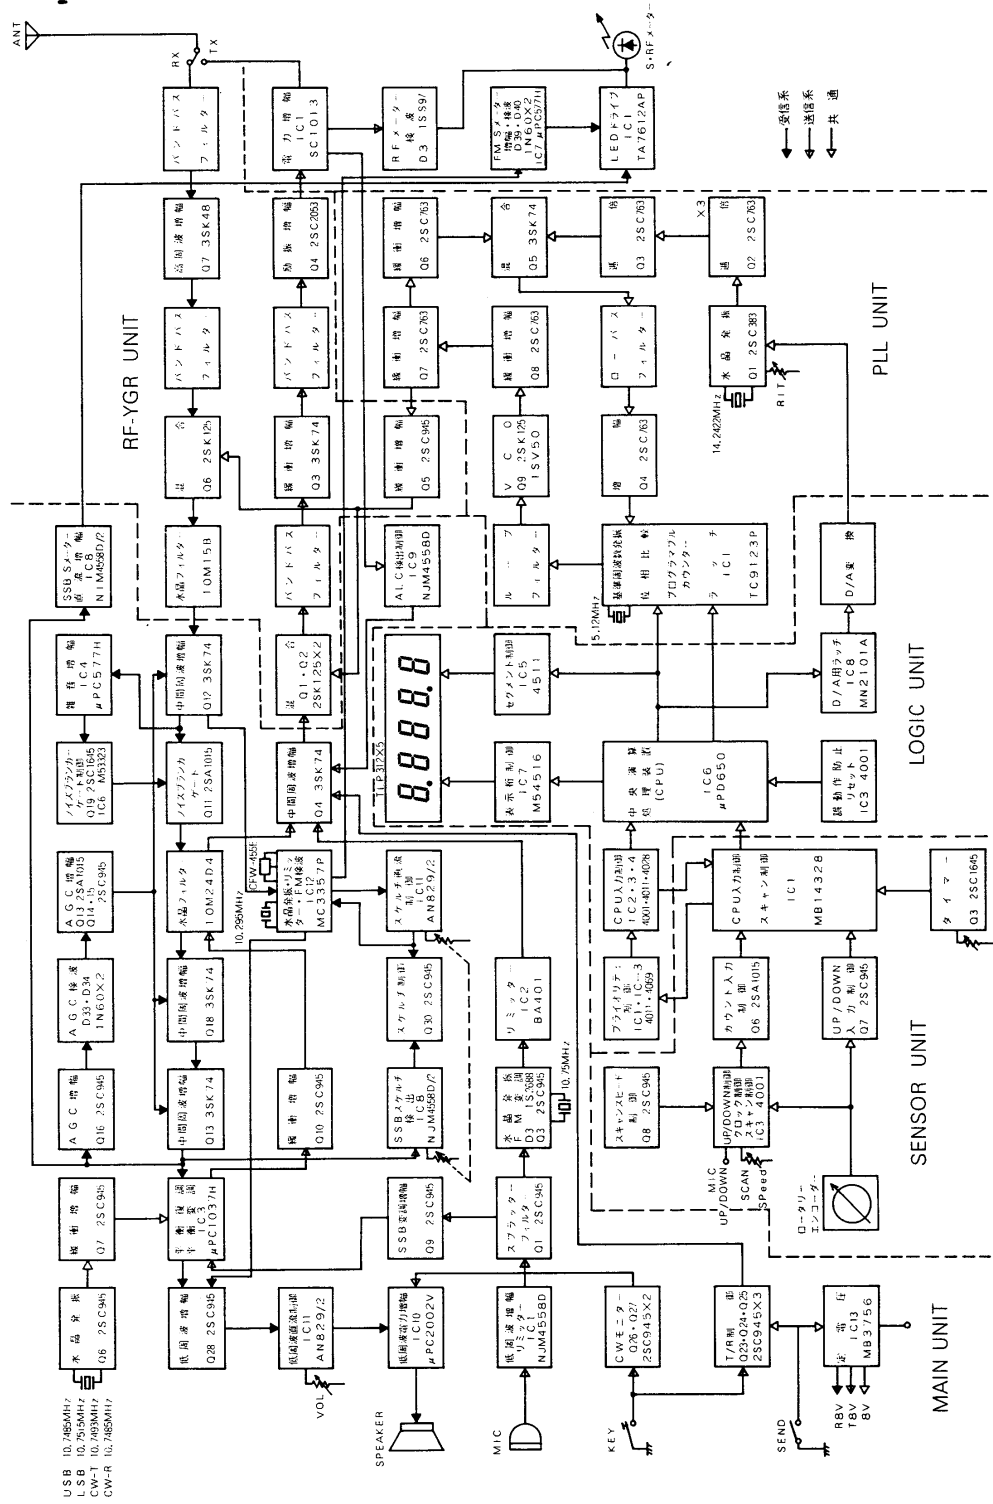 ANT
RX
TX
バンドパス
フィルター
電力増幅
IC1
SC1013
RFメーター
検波
D3 1SS97
FM Sメーター
増幅・検波
D39・D40
1N60X2
IC7 μPC577H
LEDドライブ
IC1
TA7612AP
S・RFメーター
受信系
送信系
共通
高周波増幅
Q7 3SK48
励振増幅
Q4 2SC2053
緩衝増幅
Q6 2SC763
混合
Q5 3SK74
逓倍
Q3 2SC763
X3
逓倍
Q2 2SC763
バンドパス
フィルター
バンドパス
フィルター
緩衝増幅
Q7 2SC763
緩衝増幅
Q8 2SC763
ローパス
フィルター
水晶発振
Q1 2SC383
14.2422MHz
RIT
RF-YGR UNIT
PLL UNIT
混合
Q6 2SK125
緩衝増幅
Q3 3SK74
緩衝増幅
Q5 2SC945
VCO
Q9 2SK125
1SV50
増幅
Q4 2SC763
SSB Sメーター
直流増幅
IC8
NJM4558D/2
水晶フィルター
10M15B
バンドパス
フィルター
ALC検出制御
IC9
NJM4558D
ループ
フィルター
5.12MHz
基準周波数発振
位相比較
プログラマブル
カウンター
ラッチ
IC1
TC9123P
D/A変換
雑音増幅
IC4
μPC577H
中間周波増幅
Q12 3SK74
混合
Q1・Q2
2SK125X2
8.888.8
TLP312X5
セグメント制御
IC5
4511
D/A用ラッチ
IC8
MN2101A
ノイズブランカー
ゲート制御
Q19 2SC1645
IC6 M53323
ノイズブランカ
ゲート
Q11 2SA1015
中間周波増幅
Q4 3SK74
表示桁制御
IC7
M54516
中央演算
処理装置
(CPU)
IC6
μPD650
誤動作防止
リセット
IC3 4001
LOGIC UNIT
AGC増幅
Q13 2SA1015
Q14・15
2SC945
水晶フィルタ
10M24D4
10.295MHz
CFW-455E
水晶発振・リミッ
ター・FM検波
IC12
MC3357P
スケルチ直流
制御
IC11
AN829/2
CPU入力制御
IC2・3・4
4001・4011・4028
CPU入力制御
スキャン制御
IC1
MB14328
タイマー
Q3 2SC1645
AGC検波
D33・D34
1N60X2
中間周波増幅
Q18 3SK74
スケルチ制御
Q30 2SC945
リミッター
IC2
BA401
プライオリティ
制御
4011・4069
カウント入力
制御
Q6 2SA1015
UP/DOWN
入力制御
Q7 2SC945
AGC増幅
Q16 2SC945
中間周波増幅
Q13 3SK74
緩衝増幅
Q10 2SC945
SSBスケルチ
検出
IC8
NJM4558D/2
水晶発振
FM変調
D3 1S2688
Q3 2SC945
10.75MHz
スキャンスピード
制御
Q8 2SC945
UP/DOWN制御
クロック制御
スキャン制御
IC3 4001
MIC
UP/DOWN
SCAN
SPeed
SENSOR UNIT
緩衝増幅
Q7 2SC945
平衡復調
平衡変調
IC3
μPC1037H
SSB変調増幅
Q9 2SC945
スプラッター
フィルター
Q1 2SC945
ロータリー
エンコーダー
水晶発振
Q6 2SC945
USB 10.7485MHz
LSB 10.7515MHz
CW-T 10.7493MHz
CW-R 10.7485MHz
低周波増幅
Q28 2SC945
低周波直流制御
IC11
AN829/2
VOL
低周波電力増幅
IC10
μPC2002V
SPEAKER
低周波増幅
リミッター
IC1
NJM4558D
MIC
CWモニター
Q26・Q27
2SC945X2
KEY
T/R制御
Q23・Q24・Q25
2SC945X3
SEND
定電圧
IC13
MB3756
R8V
T8V
8V
MAIN UNIT